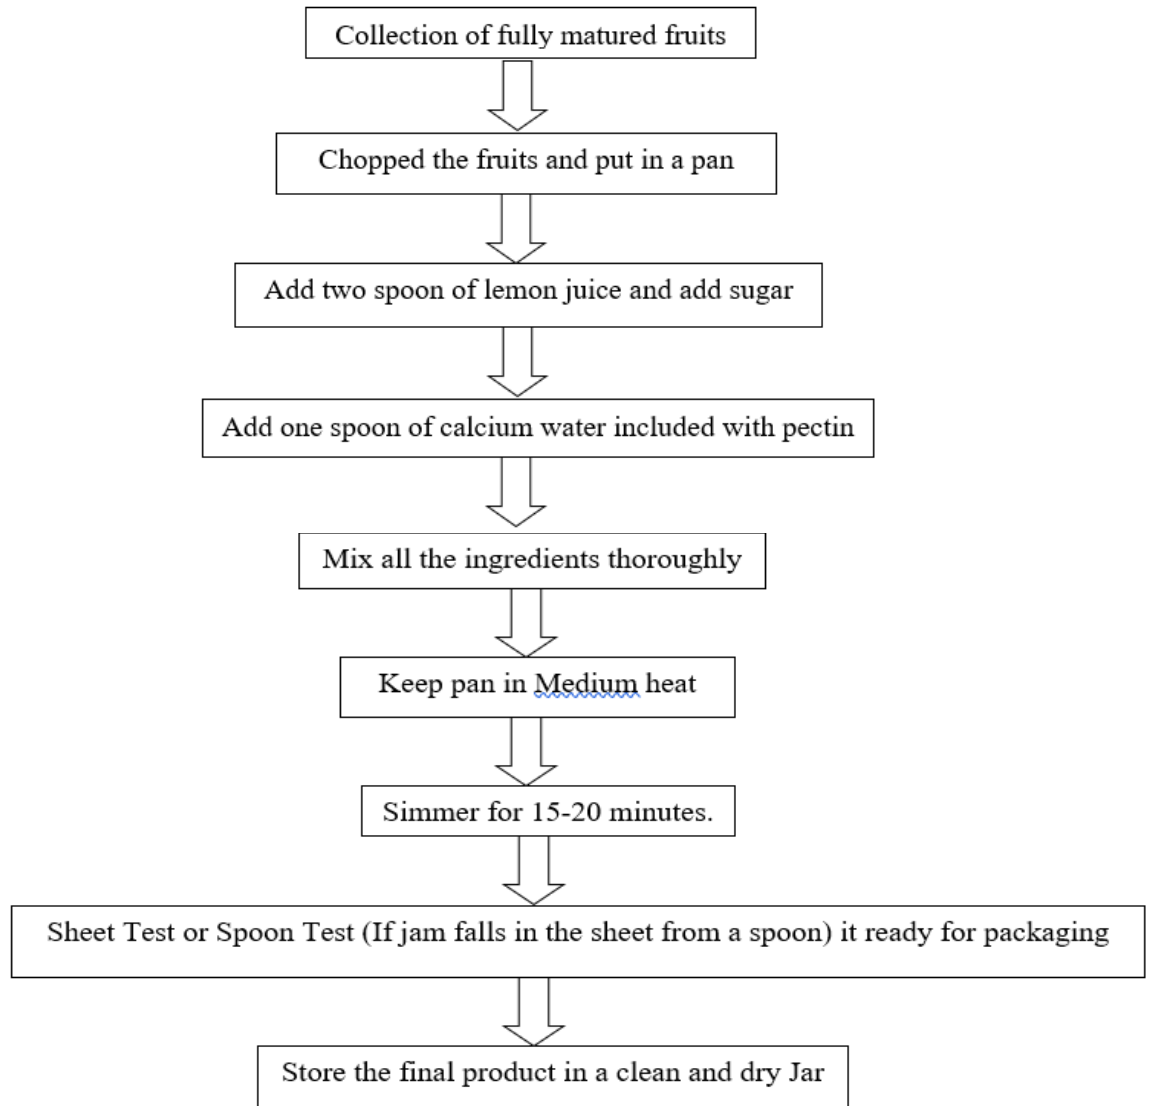 Collection of fully matured fruits
Chopped the fruits and put in a pan
Add two spoon of lemon juice and add sugar
Add one spoon of calcium water included with pectin
Mix all the ingredients thoroughly
Keep pan in Medium heat
Simmer for 15-20 minutes.
Sheet Test or Spoon Test (If jam falls in the sheet from a spoon) it ready for packaging
Store the final product in a clean and dry Jar